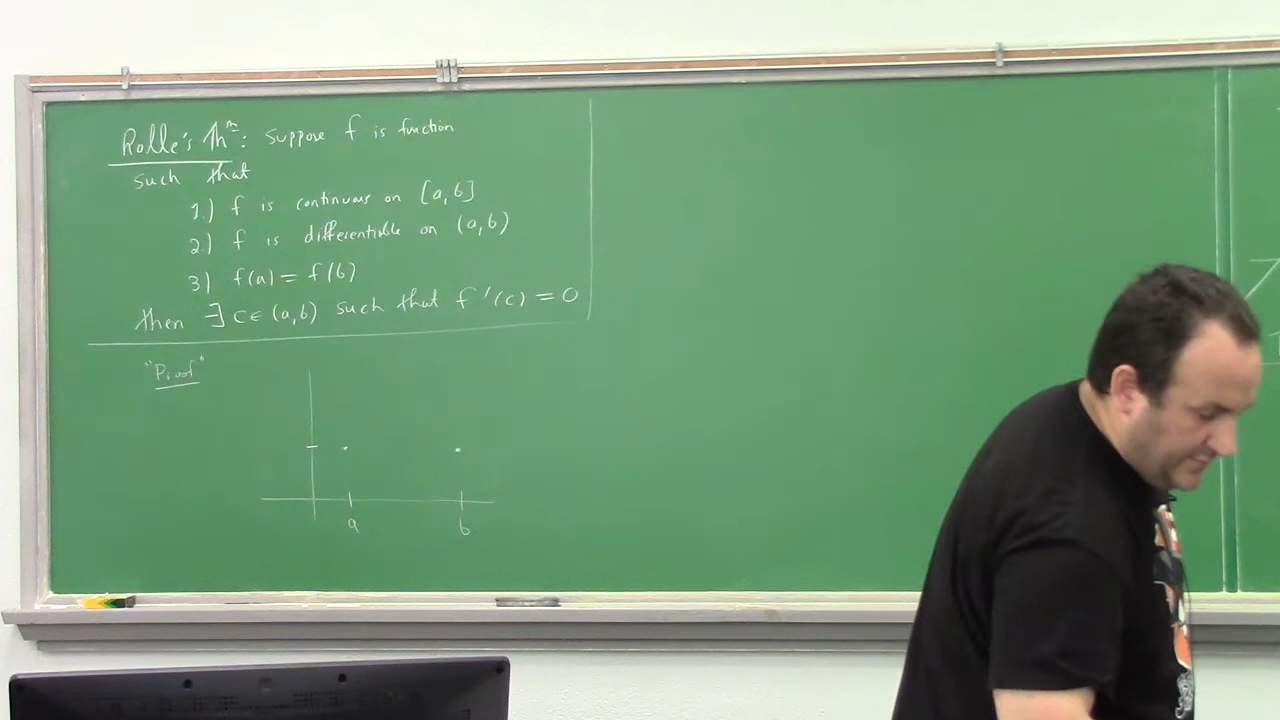 Rolle's Thm: Suppose f is function
such that
1.) f is continuous on [a, b]
2.) f is differentiable on (a, b)
3) f(a) = f(b)
then ∃ c ∈ (a, b) such that f'(c) = 0
"Proof"
a b